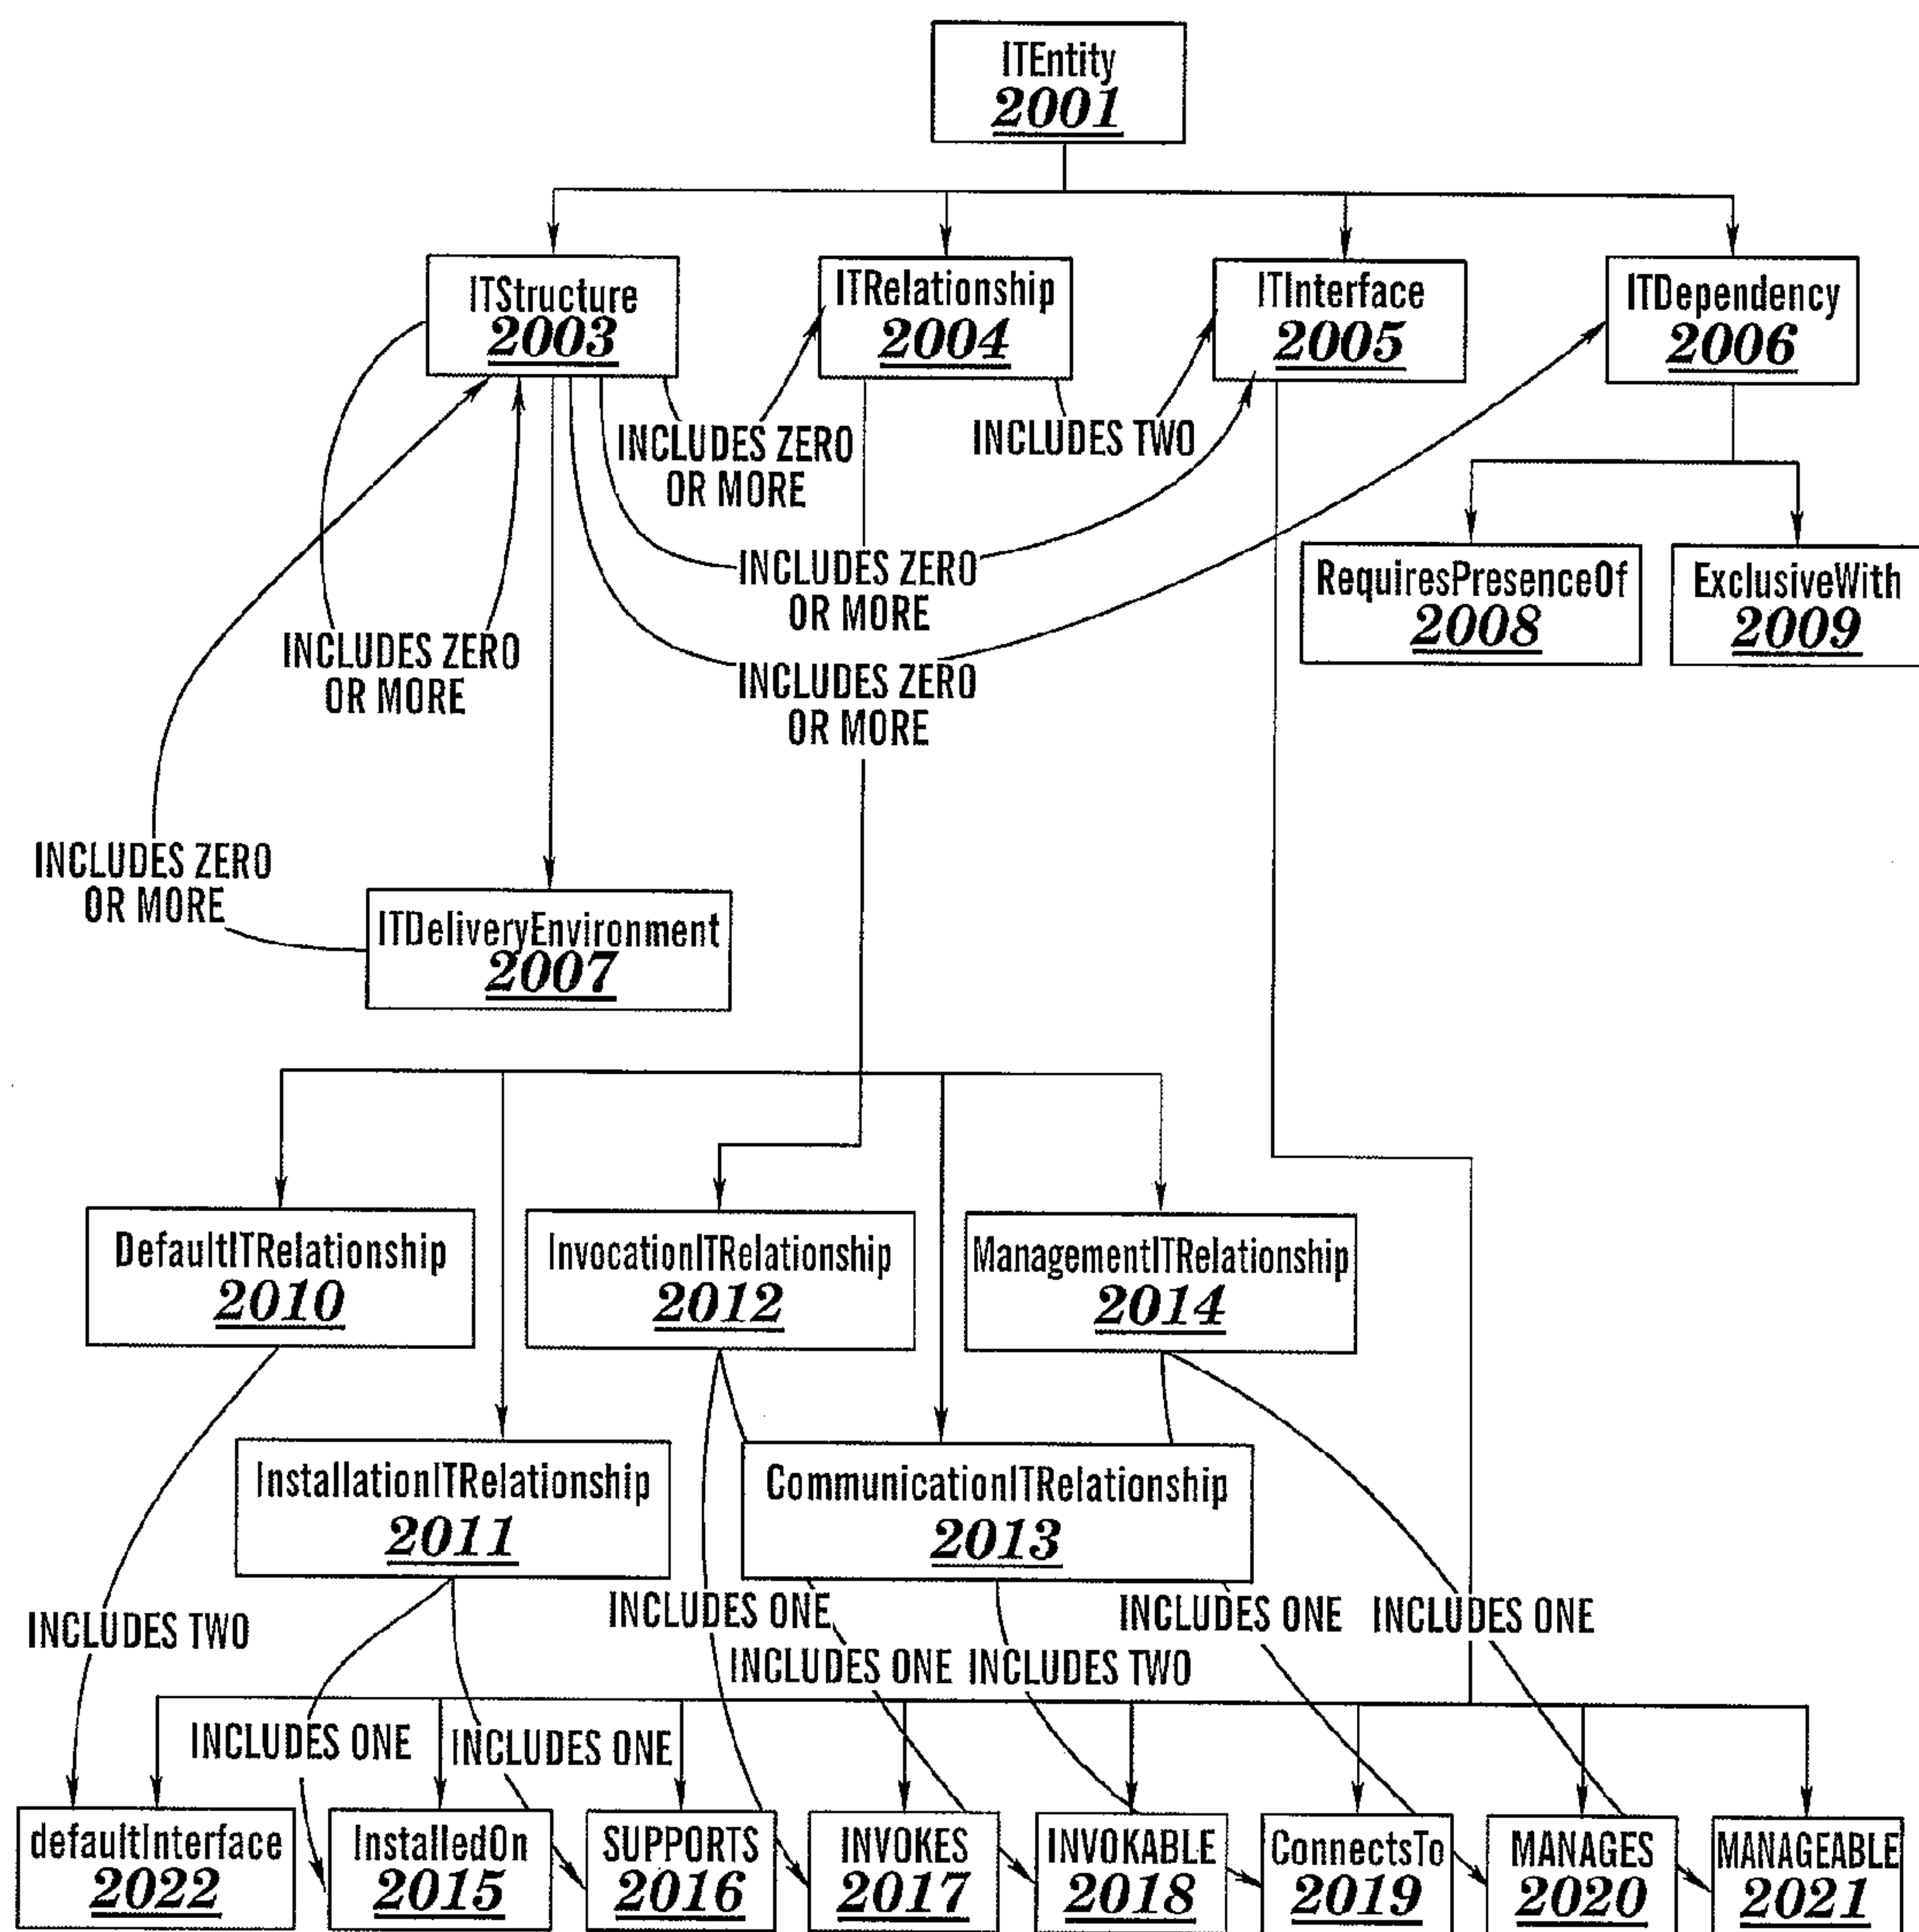 ITEntity
2001
ITStructure
2003
ITRelationship
2004
ITInterface
2005
ITDependency
2006
INCLUDES ZERO
OR MORE
INCLUDES TWO
INCLUDES ZERO
OR MORE
RequiresPresenceOf
2008
ExclusiveWith
2009
INCLUDES ZERO
OR MORE
INCLUDES ZERO
OR MORE
INCLUDES ZERO
OR MORE
ITDeliveryEnvironment
2007
DefaultITRelationship
2010
InvocationITRelationship
2012
ManagementITRelationship
2014
InstallationITRelationship
2011
CommunicationITRelationship
2013
INCLUDES TWO
INCLUDES ONE
INCLUDES ONE
INCLUDES ONE
INCLUDES ONE
INCLUDES TWO
INCLUDES ONE
INCLUDES ONE
defaultInterface
2022
InstalledOn
2015
SUPPORTS
2016
INVOKES
2017
INVOKABLE
2018
ConnectsTo
2019
MANAGES
2020
MANAGEABLE
2021